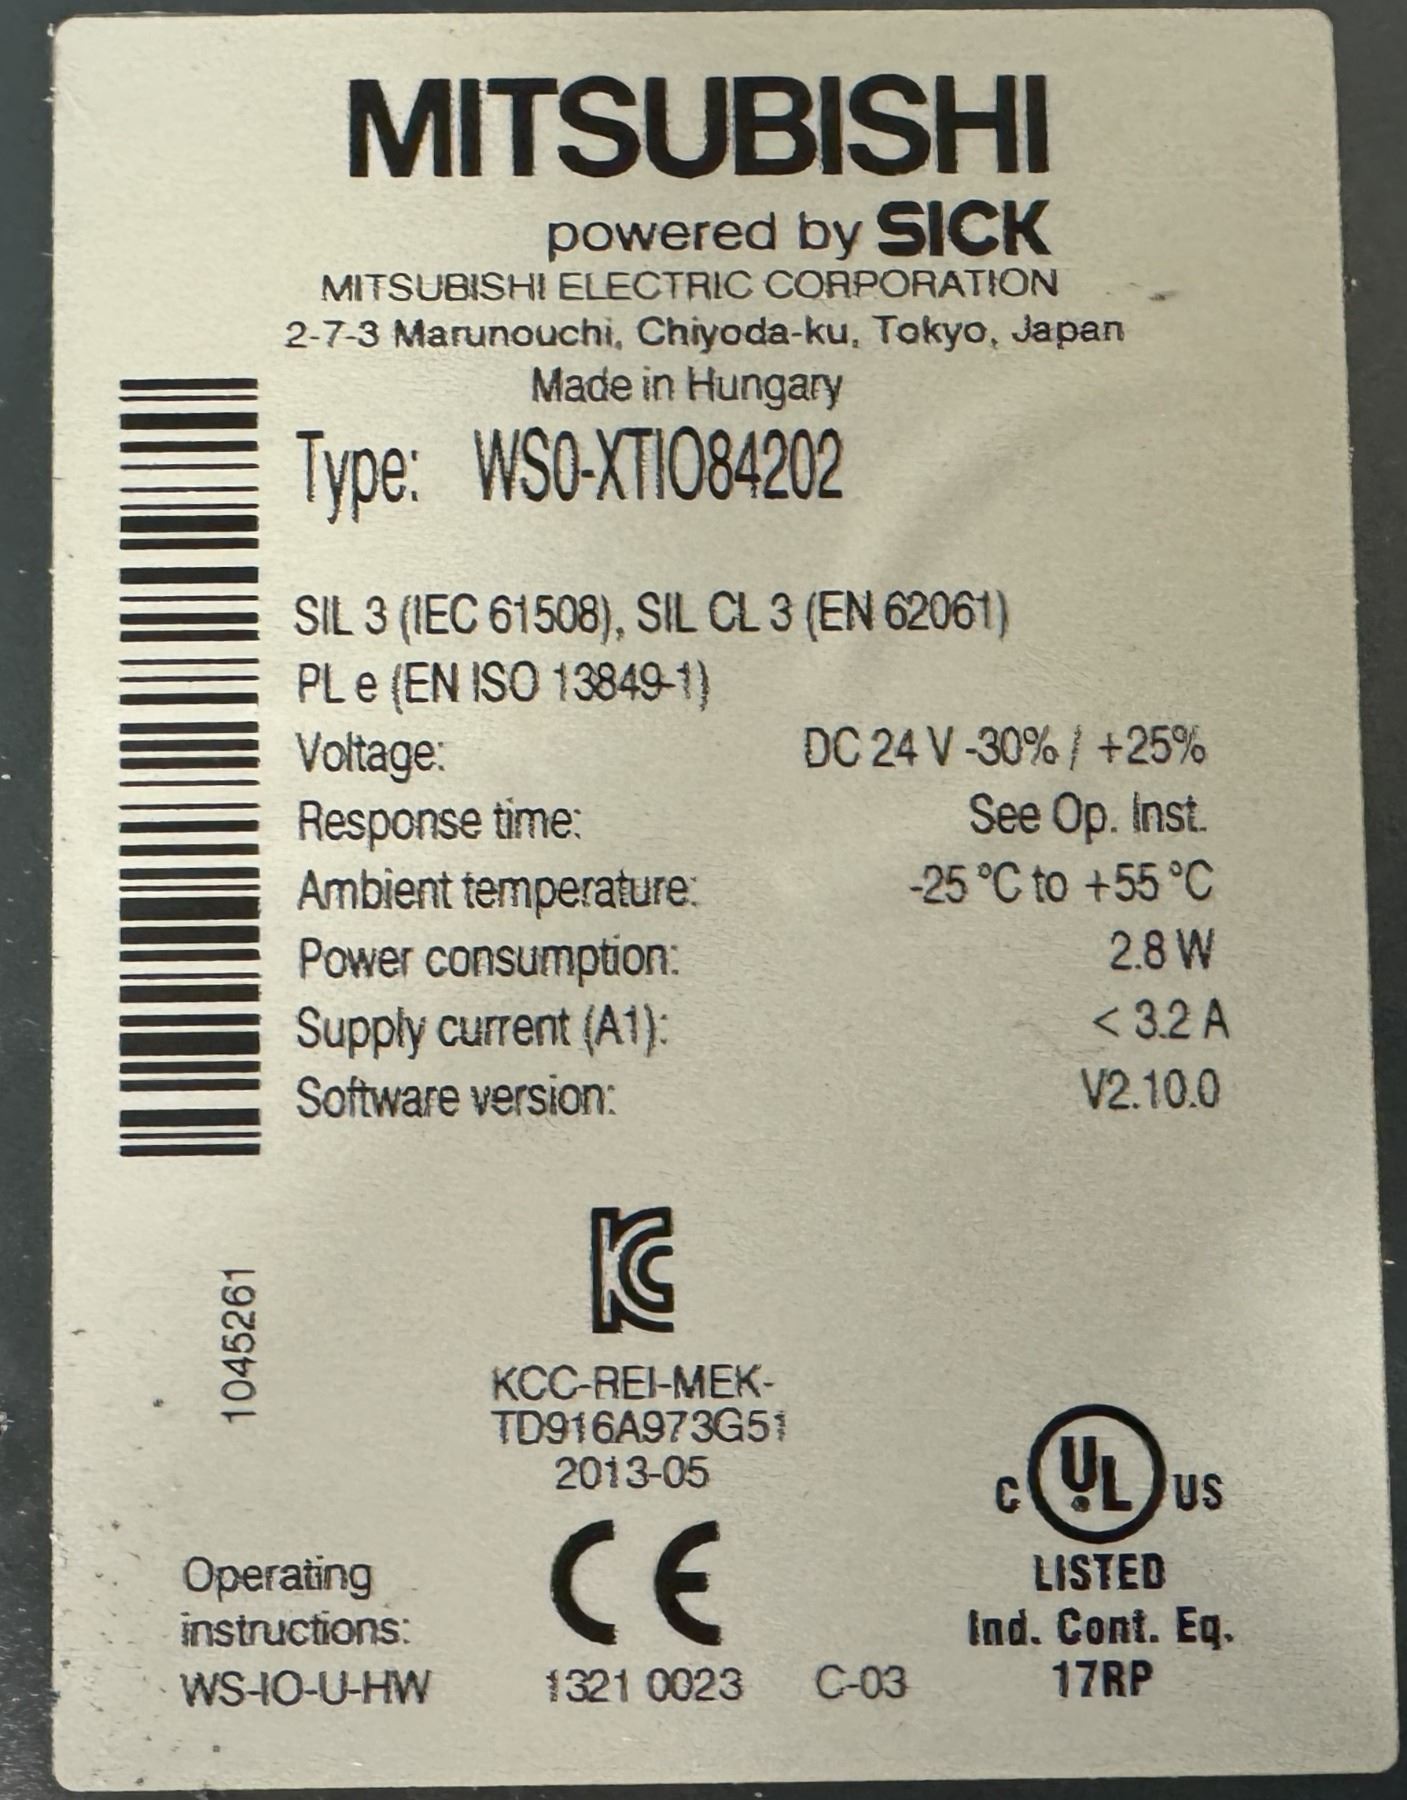 MITSUBISHI
powered by SICK
MITSUBISHI ELECTRIC CORPORATION
2-7-3 Marunouchi, Chiyoda-ku, Tokyo, Japan
Made in Hungary
Type: WS0-XTIO84202
SIL 3 (IEC 61508), SIL CL 3 (EN 62061)
PL e (EN ISO 13849-1)
Voltage: DC 24 V -30% / +25%
Response time: See Op. Inst.
Ambient temperature: -25 °C to +55 °C
Power consumption: 2.8 W
Supply current (A1): < 3.2 A
Software version: V2.10.0
1045261
KC
KCC-REI-MEK-
TD916A973G51
2013-05
C UL US
LISTED
Ind. Cont. Eq.
17RP
CE
Operating
instructions:
WS-IO-U-HW
1321 0023 C-03